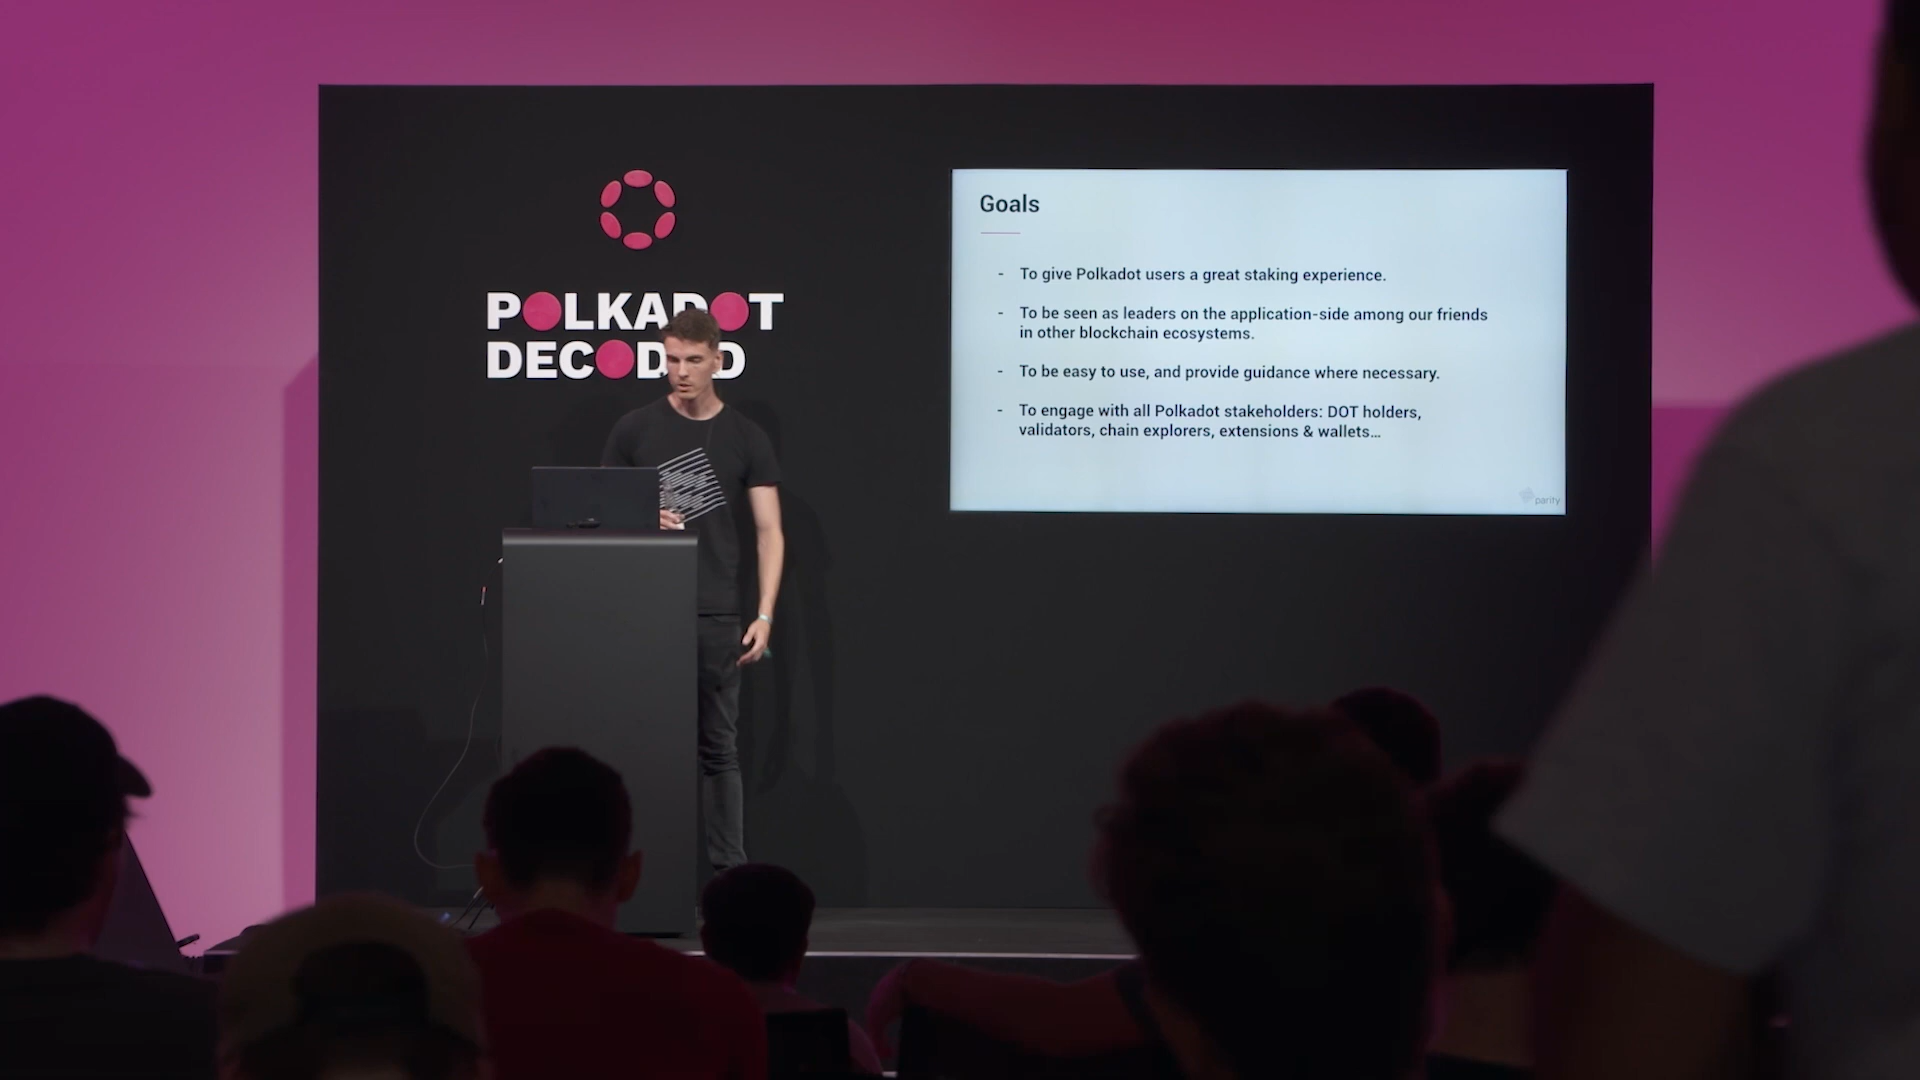 POLKADOT
DECODED
Goals
- To give Polkadot users a great staking experience.
- To be seen as leaders on the application-side among our friends
in other blockchain ecosystems.
- To be easy to use, and provide guidance where necessary.
- To engage with all Polkadot stakeholders: DOT holders,
validators, chain explorers, extensions & wallets…
parity